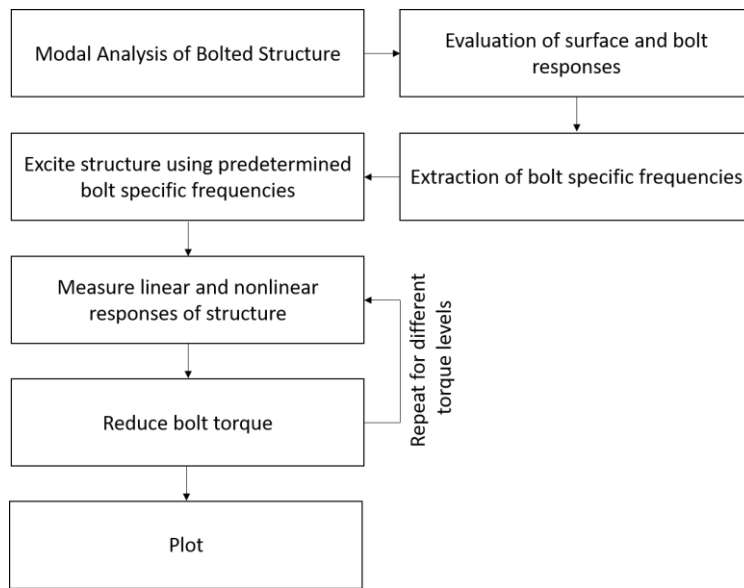 Modal Analysis of Bolted Structure
Evaluation of surface and bolt
responses
Extraction of bolt specific frequencies
Excite structure using predetermined
bolt specific frequencies
Measure linear and nonlinear
responses of structure
Reduce bolt torque
Repeat for different
torque levels
Plot